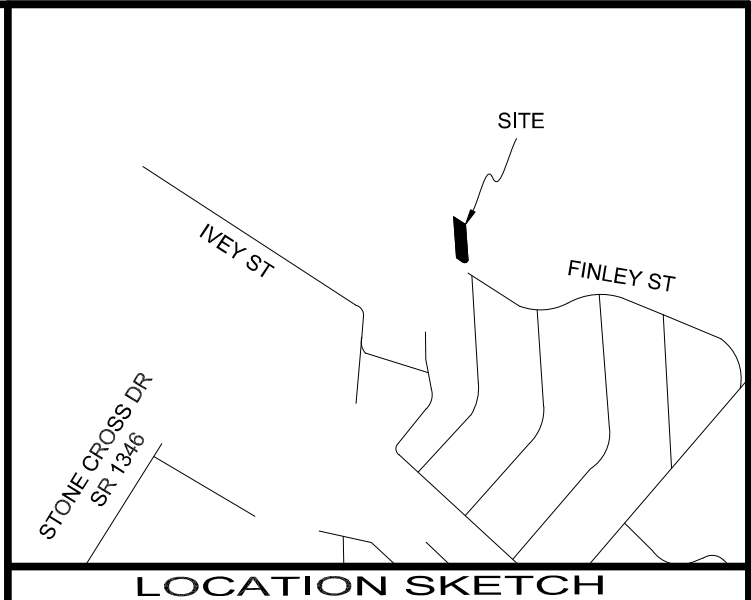 SITE
IVEY ST
FINLEY ST
STONE CROSS DR
SR 1346
LOCATION SKETCH